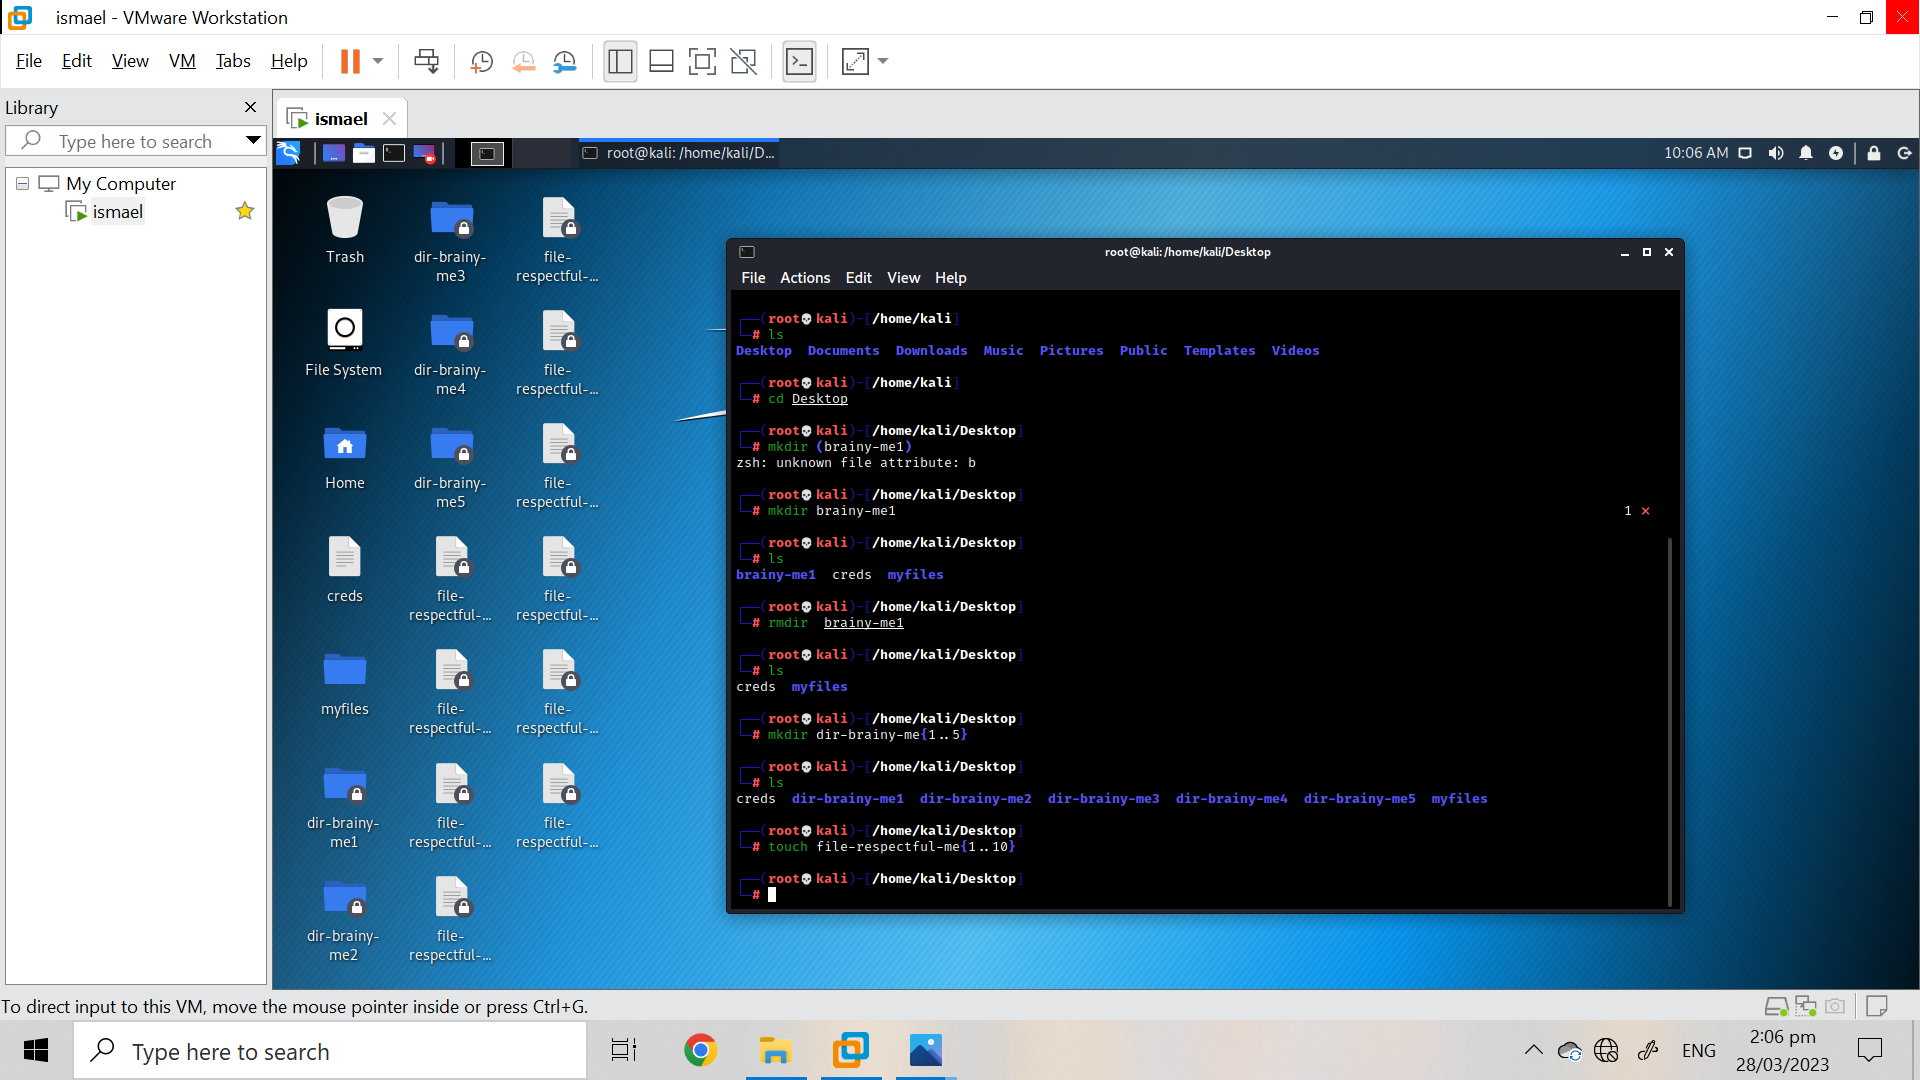 ismael - VMware Workstation
File Edit View VM Tabs Help
Library
Type here to search
My Computer
ismael
ismael
root@kali: /home/kali/D...
10:06 AM
Trash
dir-brainy-
me3
file-
respectful-...
File System
dir-brainy-
me4
file-
respectful-...
Home
dir-brainy-
me5
file-
respectful-...
creds
file-
respectful-...
file-
respectful-...
myfiles
file-
respectful-...
file-
respectful-...
dir-brainy-
me1
file-
respectful-...
file-
respectful-...
dir-brainy-
me2
file-
respectful-...
root@kali: /home/kali/Desktop
File Actions Edit View Help
(root💀kali)-[/home/kali]
# ls
Desktop Documents Downloads Music Pictures Public Templates Videos
(root💀kali)-[/home/kali]
# cd Desktop
(root💀kali)-[/home/kali/Desktop]
# mkdir (brainy-me1)
zsh: unknown file attribute: b
(root💀kali)-[/home/kali/Desktop]
# mkdir brainy-me1 1 ⨯
(root💀kali)-[/home/kali/Desktop]
# ls
brainy-me1 creds myfiles
(root💀kali)-[/home/kali/Desktop]
# rmdir brainy-me1
(root💀kali)-[/home/kali/Desktop]
# ls
creds myfiles
(root💀kali)-[/home/kali/Desktop]
# mkdir dir-brainy-me{1..5}
(root💀kali)-[/home/kali/Desktop]
# ls
creds dir-brainy-me1 dir-brainy-me2 dir-brainy-me3 dir-brainy-me4 dir-brainy-me5 myfiles
(root💀kali)-[/home/kali/Desktop]
# touch file-respectful-me{1..10}
(root💀kali)-[/home/kali/Desktop]
#
To direct input to this VM, move the mouse pointer inside or press Ctrl+G.
Type here to search
ENG
2:06 pm
28/03/2023